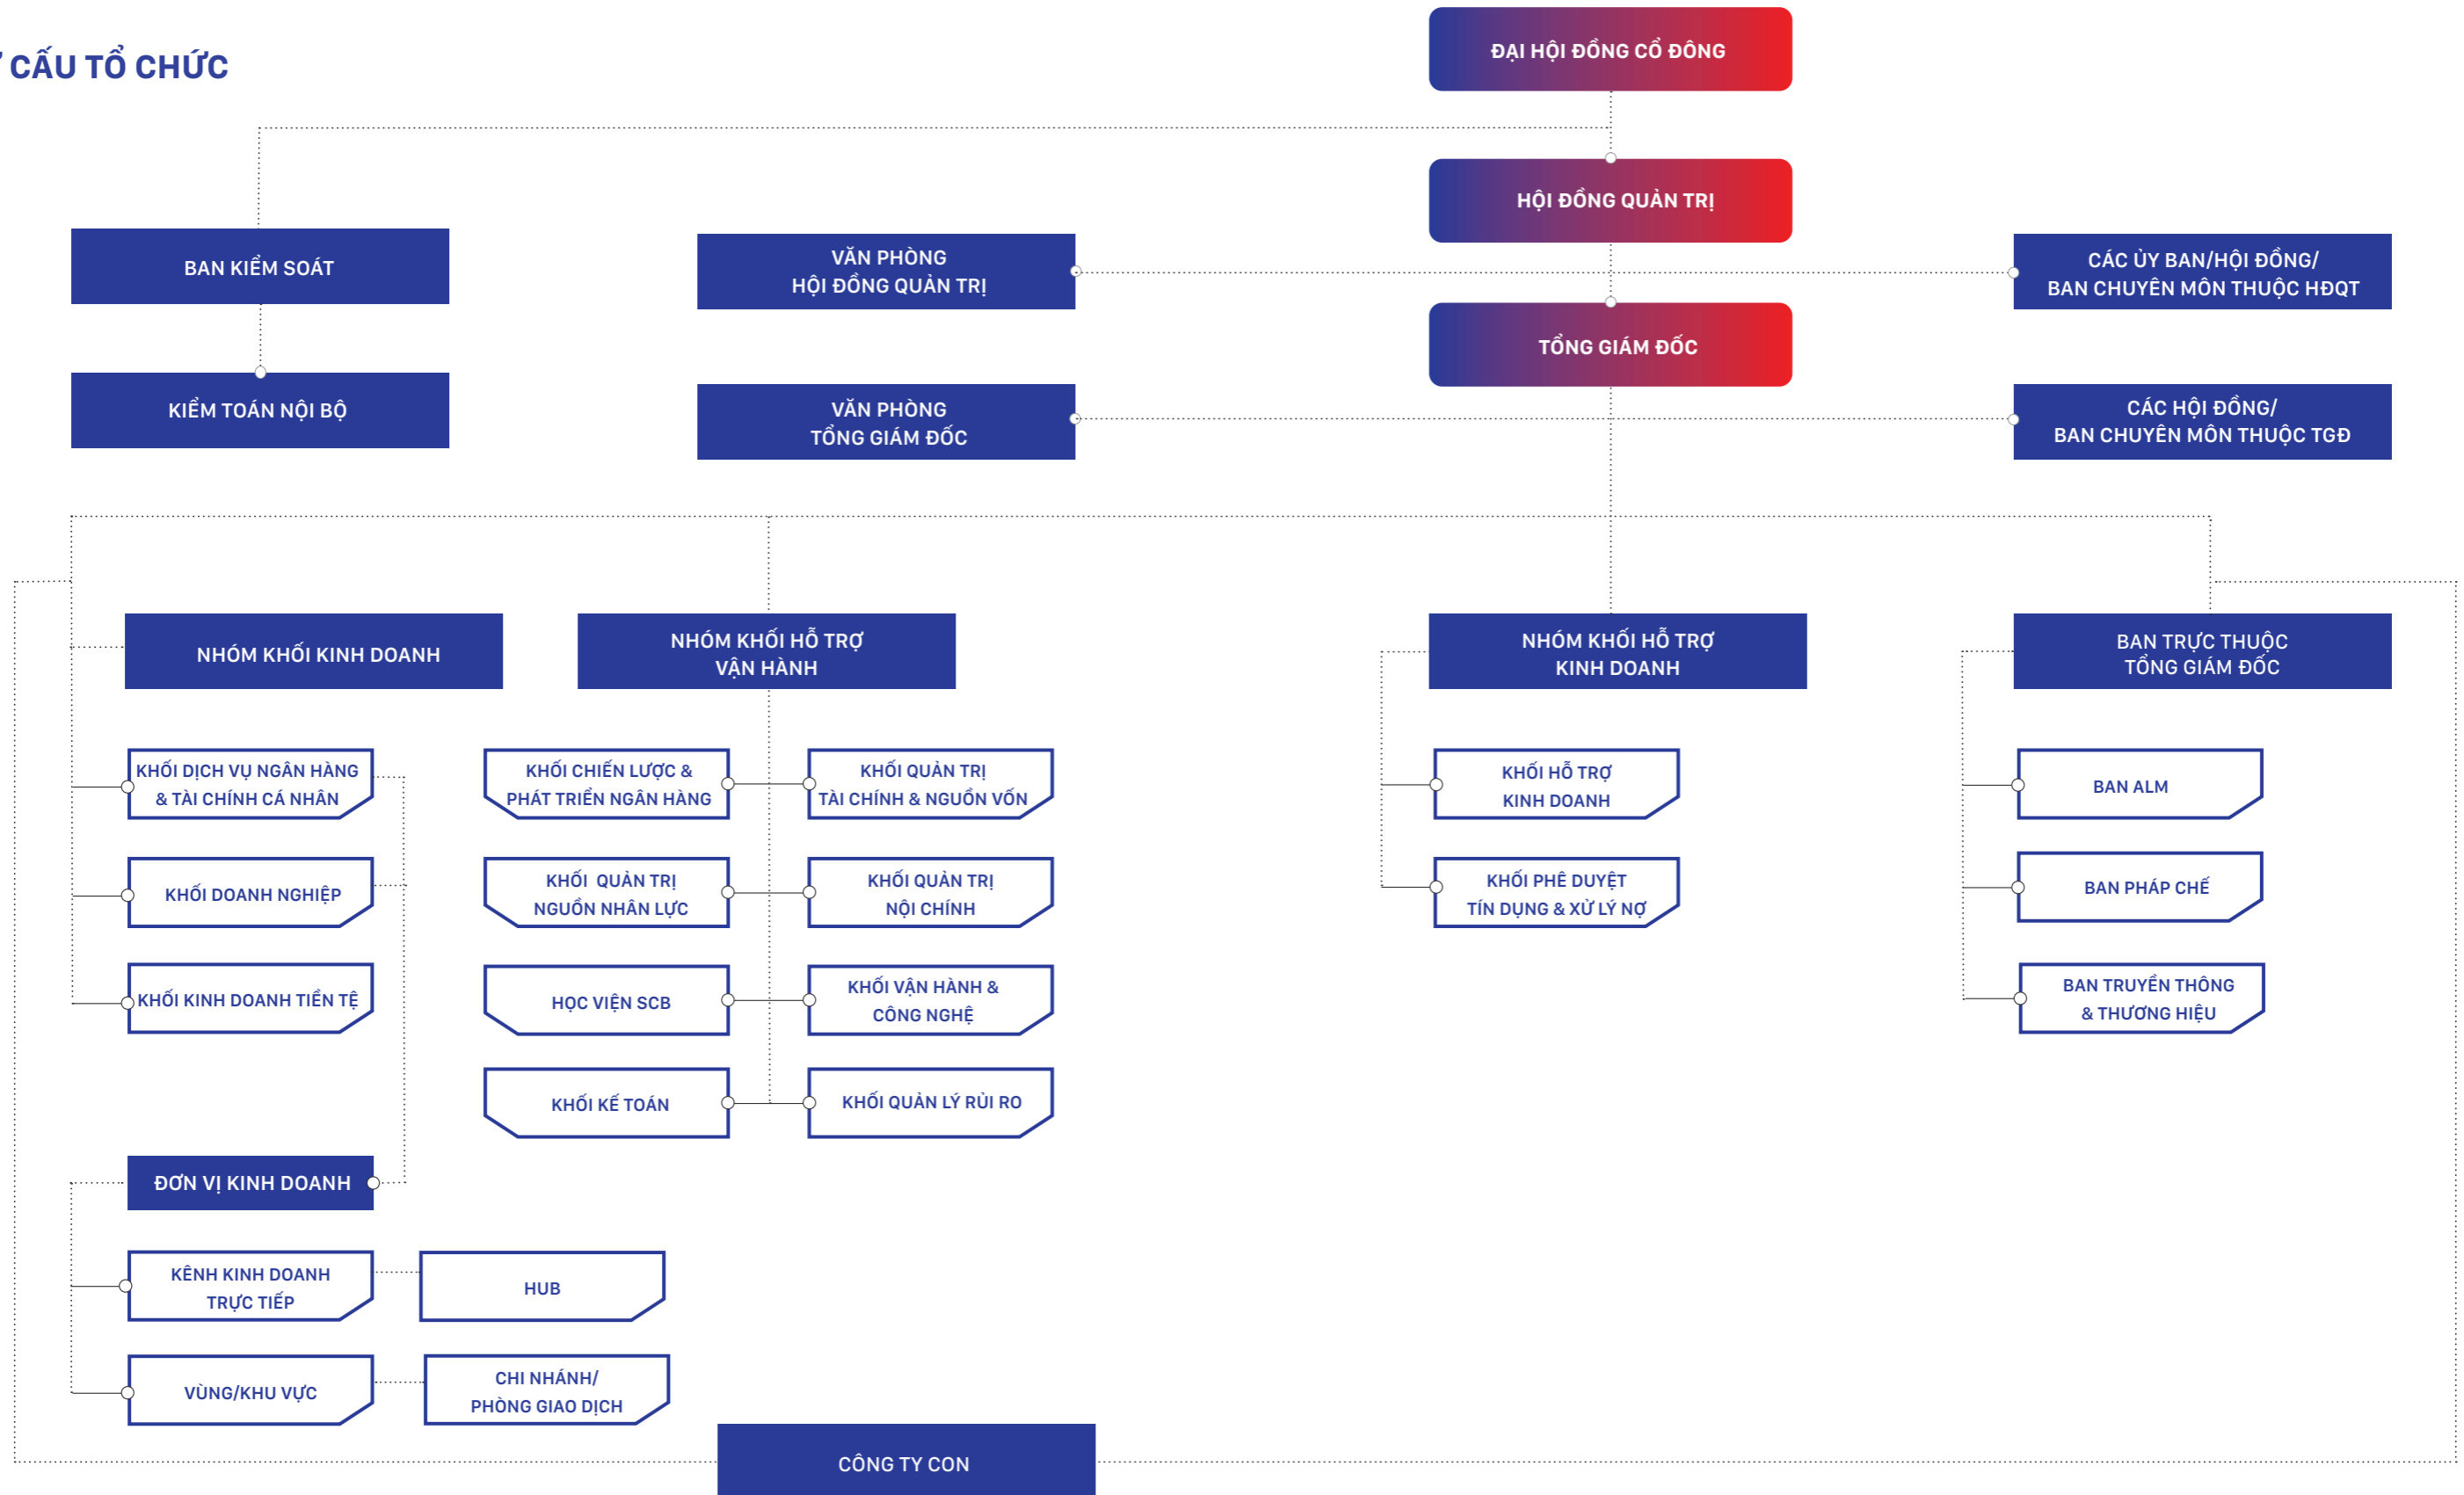 CẤU TỔ CHỨC
ĐẠI HỘI ĐỒNG CỔ ĐÔNG
HỘI ĐỒNG QUẢN TRỊ
BAN KIỂM SOÁT
VĂN PHÒNG
HỘI ĐỒNG QUẢN TRỊ
CÁC ỦY BAN/HỘI ĐỒNG/
BAN CHUYÊN MÔN THUỘC HĐQT
TỔNG GIÁM ĐỐC
KIỂM TOÁN NỘI BỘ
VĂN PHÒNG
TỔNG GIÁM ĐỐC
CÁC HỘI ĐỒNG/
BAN CHUYÊN MÔN THUỘC TGĐ
NHÓM KHỐI KINH DOANH
NHÓM KHỐI HỖ TRỢ
VẬN HÀNH
NHÓM KHỐI HỖ TRỢ
KINH DOANH
BAN TRỰC THUỘC
TỔNG GIÁM ĐỐC
KHỐI DỊCH VỤ NGÂN HÀNG
& TÀI CHÍNH CÁ NHÂN
KHỐI CHIẾN LƯỢC &
PHÁT TRIỂN NGÂN HÀNG
KHỐI QUẢN TRỊ
TÀI CHÍNH & NGUỒN VỐN
KHỐI HỖ TRỢ
KINH DOANH
BAN ALM
KHỐI DOANH NGHIỆP
KHỐI QUẢN TRỊ
NGUỒN NHÂN LỰC
KHỐI QUẢN TRỊ
NỘI CHÍNH
KHỐI PHÊ DUYỆT
TÍN DỤNG & XỬ LÝ NỢ
BAN PHÁP CHẾ
KHỐI KINH DOANH TIỀN TỆ
HỌC VIỆN SCB
KHỐI VẬN HÀNH &
CÔNG NGHỆ
BAN TRUYỀN THÔNG
& THƯƠNG HIỆU
KHỐI KẾ TOÁN
KHỐI QUẢN LÝ RỦI RO
ĐƠN VỊ KINH DOANH
KÊNH KINH DOANH
TRỰC TIẾP
HUB
VÙNG/KHU VỰC
CHI NHÁNH/
PHÒNG GIAO DỊCH
CÔNG TY CON